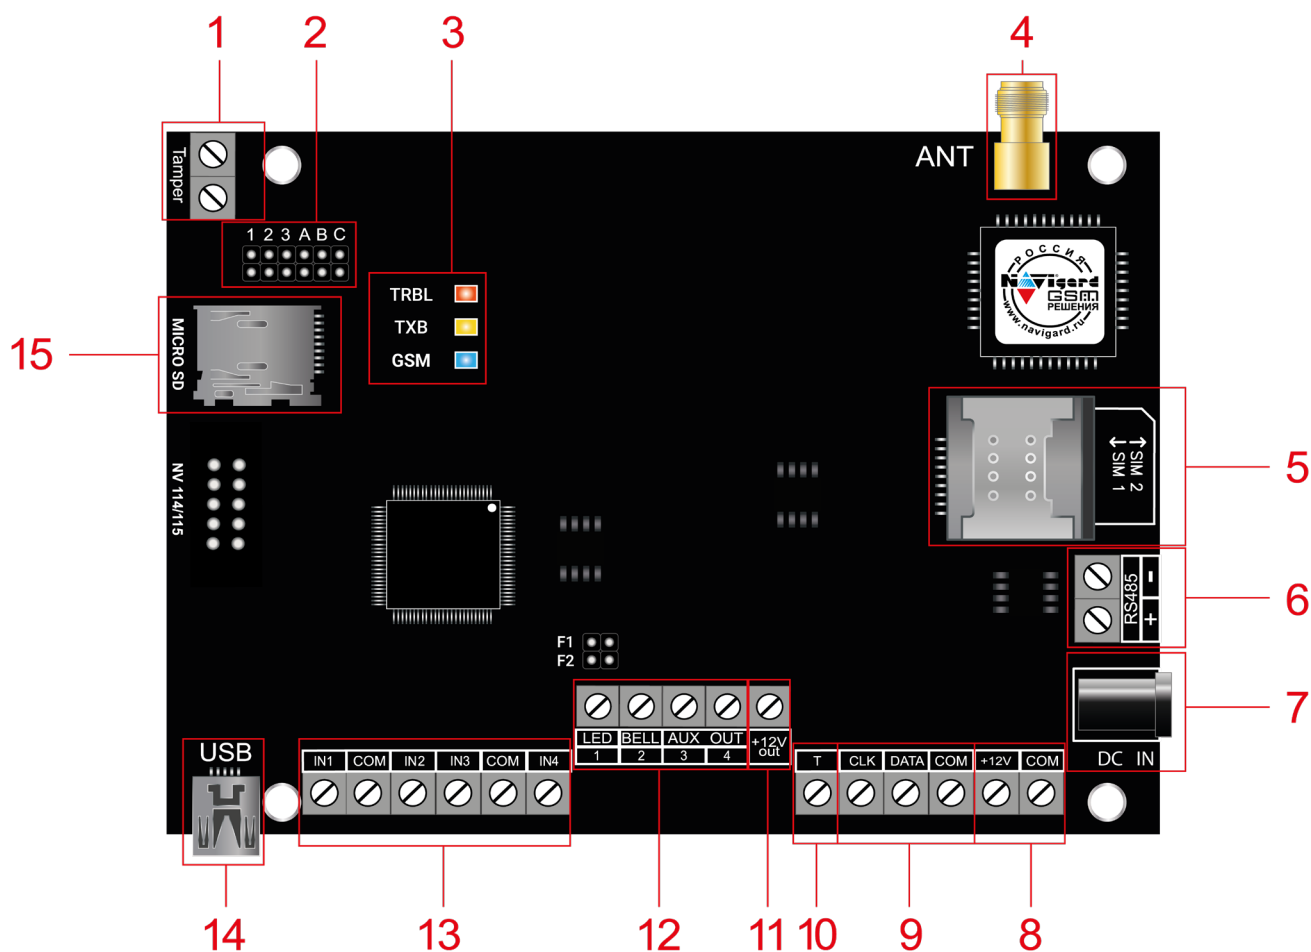 1 2 3 4
ANT
Tamper
1 2 3 A B C
TRBL
TXB
GSM
РОССИЯ
Navigard
GSM
РЕШЕНИЯ
www.navigard.ru
15
MICRO SD
SIM 2
SIM 1
5
NV 114/115
RS485
- +
6
F1
F2
7
DC IN
LED BELL AUX OUT
1 2 3 4
+12V
out
USB
IN1 COM IN2 IN3 COM IN4
T CLK DATA COM +12V COM
14 13 12 11 10 9 8